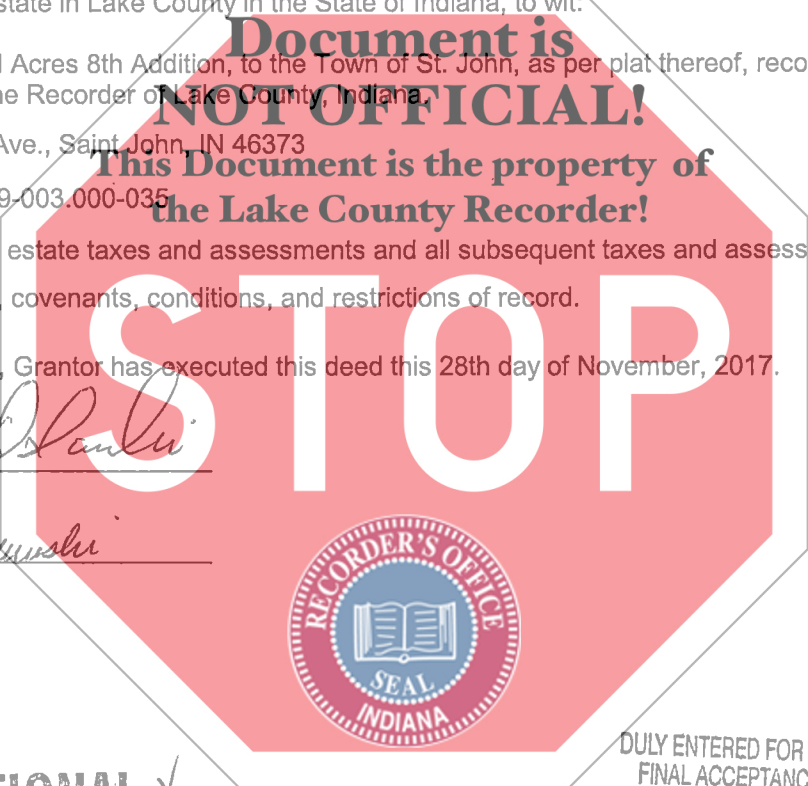 state in Lake County in the State of Indiana, to wit:
Document is
Acres 8th Addition, to the Town of St. John, as per plat thereof, reco
he Recorder of Lake County, Indiana.
NOT OFFICIAL!
Ave., Saint John, IN 46373
This Document is the property of
9-003.000-035
the Lake County Recorder!
estate taxes and assessments and all subsequent taxes and assess
, covenants, conditions, and restrictions of record.
STOP
, Grantor has executed this deed this 28th day of November, 2017.
RECORDER'S OFFICE
SEAL
INDIANA
DULY ENTERED FOR
FINAL ACCEPTANC
TIONAL